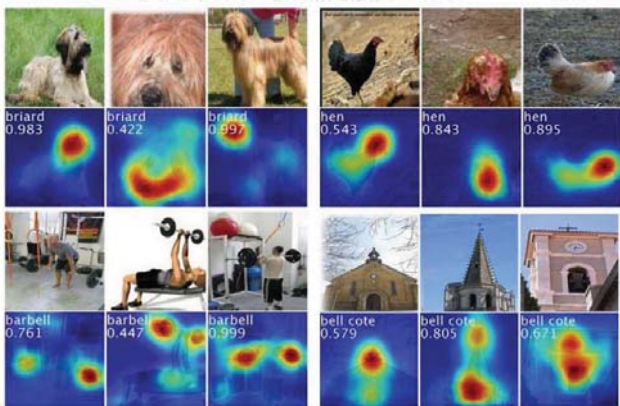 briard
0.983
briard
0.422
briard
0.997
hen
0.543
hen
0.843
hen
0.895
barbell
0.761
barbell
0.447
barbell
0.999
bell cote
0.579
bell cote
0.805
bell cote
0.671